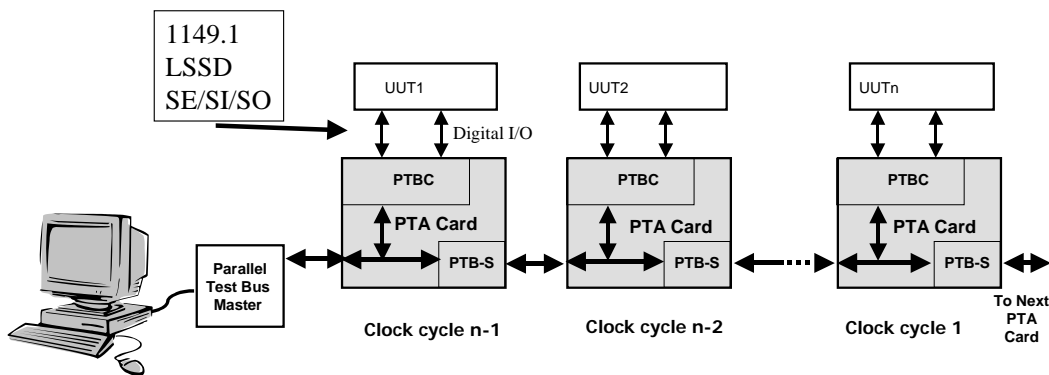 1149.1
LSSD
SE/SI/SO
UUT1
UUT2
UUTn
Digital I/O
PTBC
PTBC
PTBC
PTA Card
PTA Card
PTA Card
PTB-S
PTB-S
PTB-S
Parallel
Test Bus
Master
To Next
PTA
Card
Clock cycle n-1
Clock cycle n-2
Clock cycle 1